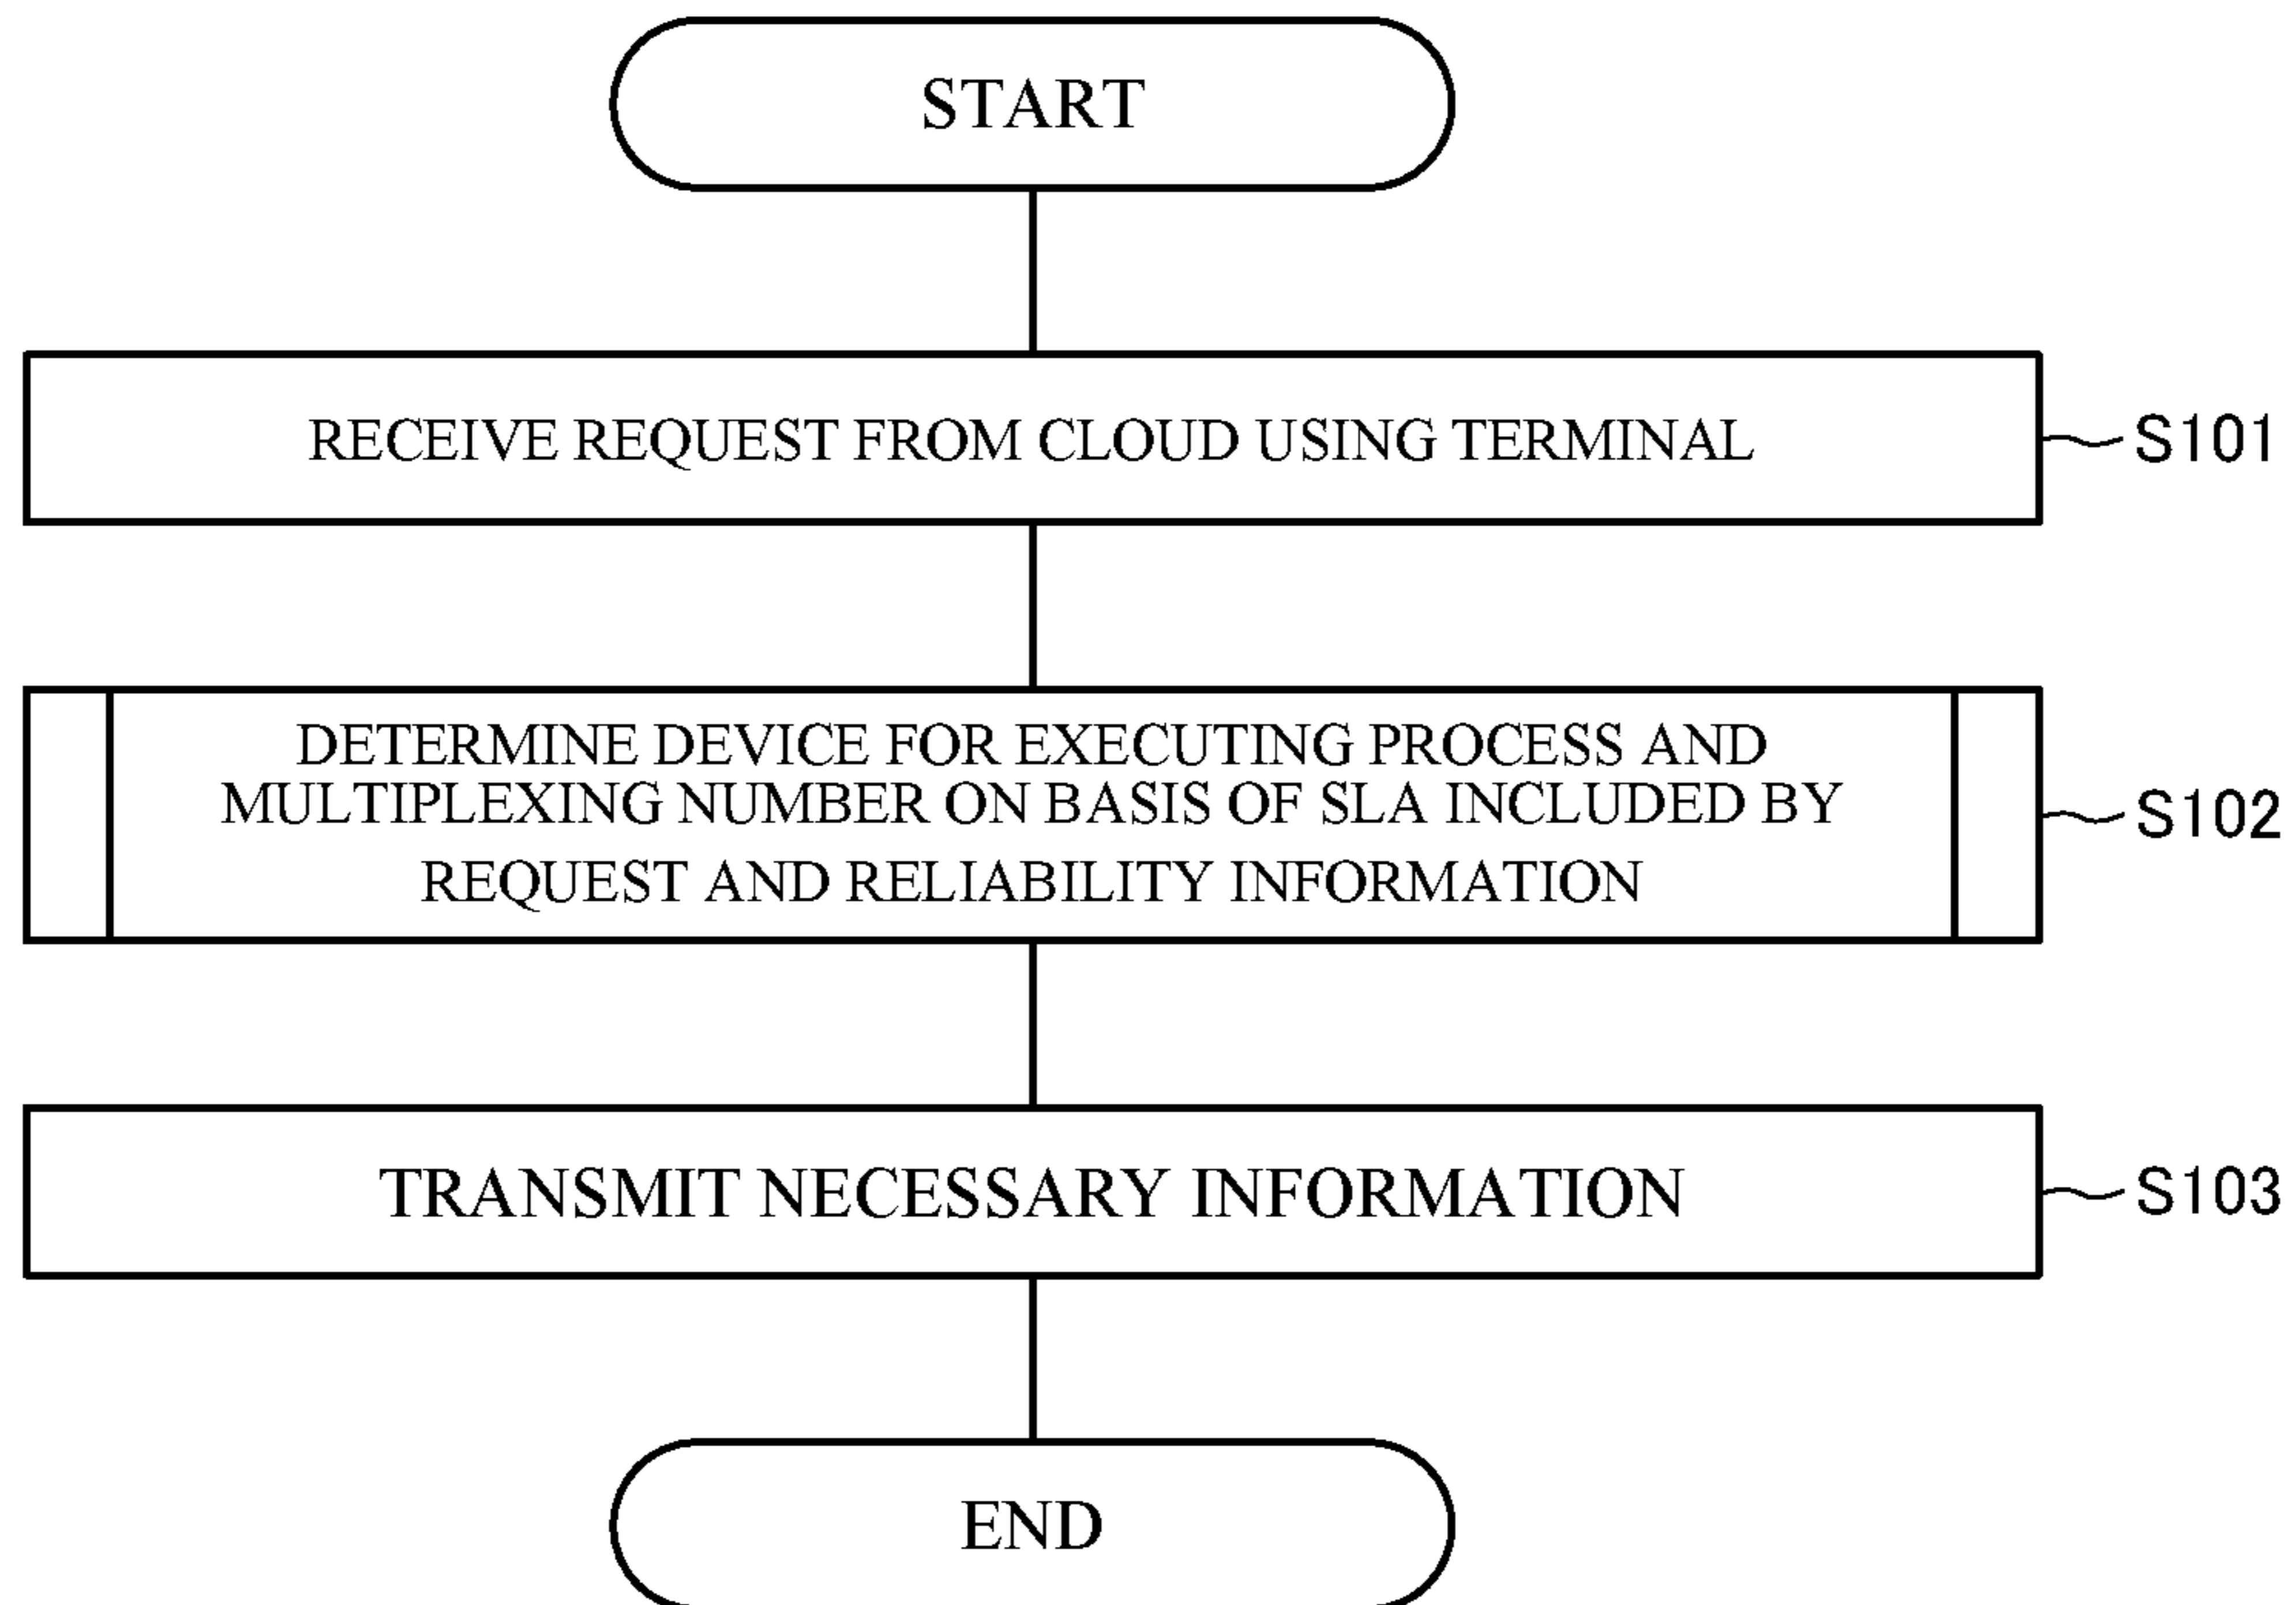 START
RECEIVE REQUEST FROM CLOUD USING TERMINAL
S101
DETERMINE DEVICE FOR EXECUTING PROCESS AND
MULTIPLEXING NUMBER ON BASIS OF SLA INCLUDED BY
REQUEST AND RELIABILITY INFORMATION
S102
TRANSMIT NECESSARY INFORMATION
S103
END